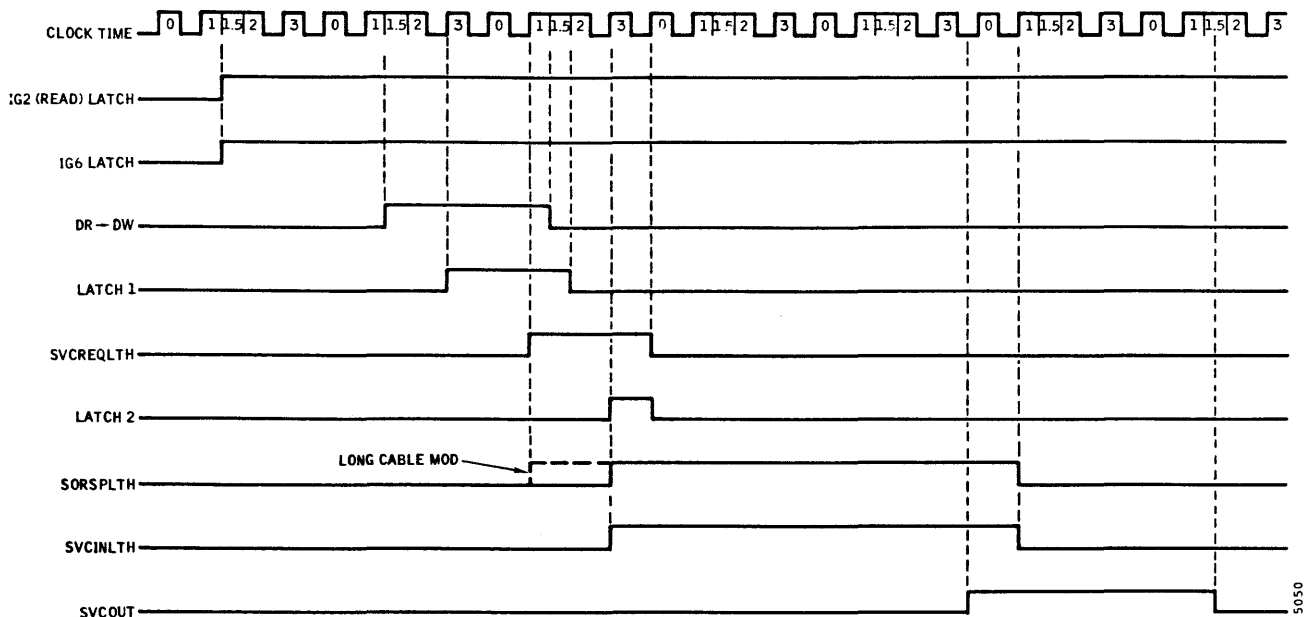 CLOCK TIME 0 1 1.5 2 3 0 1 1.5 2 3 0 1 1.5 2 3 0 1 1.5 2 3 0 1 1.5 2 3 0 1 1.5 2 3 0 1 1.5 2 3
IG2 (READ) LATCH
IG6 LATCH
DR→DW
LATCH 1
SVCREQLTH
LATCH 2
LONG CABLE MOD
SORSPLTH
SVCINLTH
SVCOUT
5050